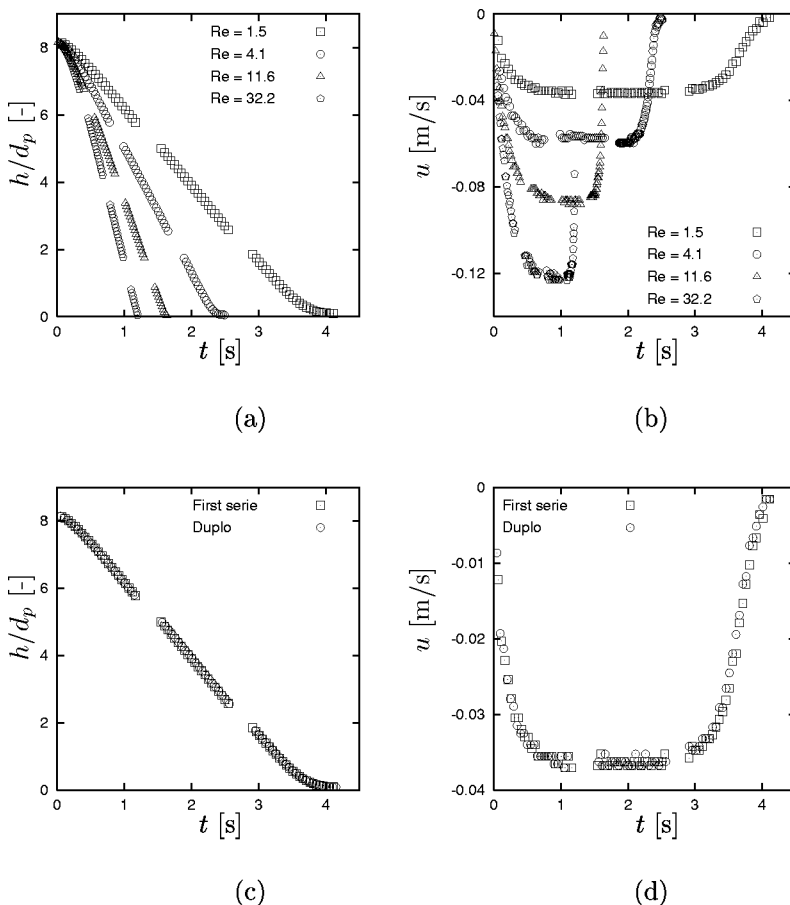 8
6
4
2
0
h/d_p [-]
0
1
2
3
4
t [s]
Re = 1.5
Re = 4.1
Re = 11.6
Re = 32.2
(a)
0
-0.04
-0.08
-0.12
u [m/s]
0
1
2
3
4
t [s]
Re = 1.5
Re = 4.1
Re = 11.6
Re = 32.2
(b)
8
6
4
2
0
h/d_p [-]
0
1
2
3
4
t [s]
First serie
Duplo
(c)
0
-0.01
-0.02
-0.03
-0.04
u [m/s]
0
1
2
3
4
t [s]
First serie
Duplo
(d)